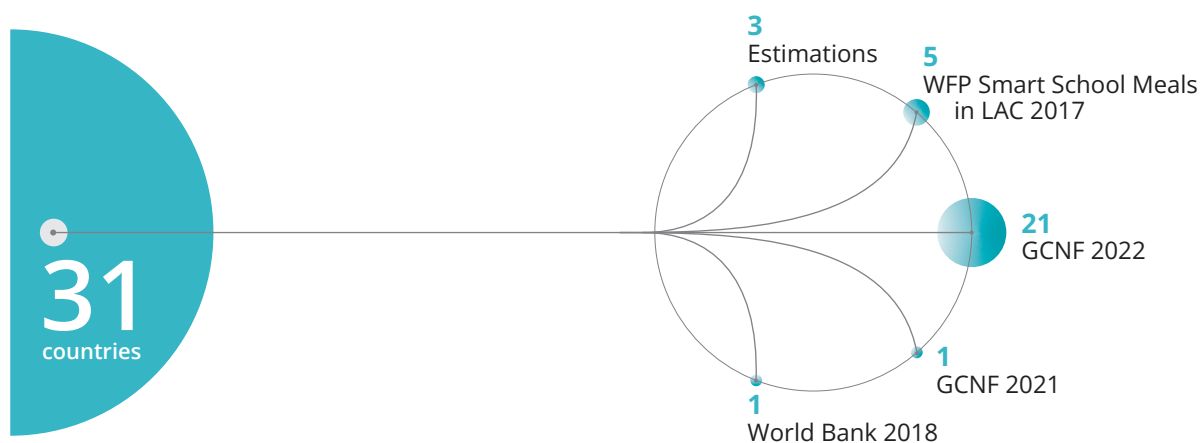 31
countries
3
Estimations
5
WFP Smart School Meals
in LAC 2017
21
GCNF 2022
1
GCNF 2021
1
World Bank 2018